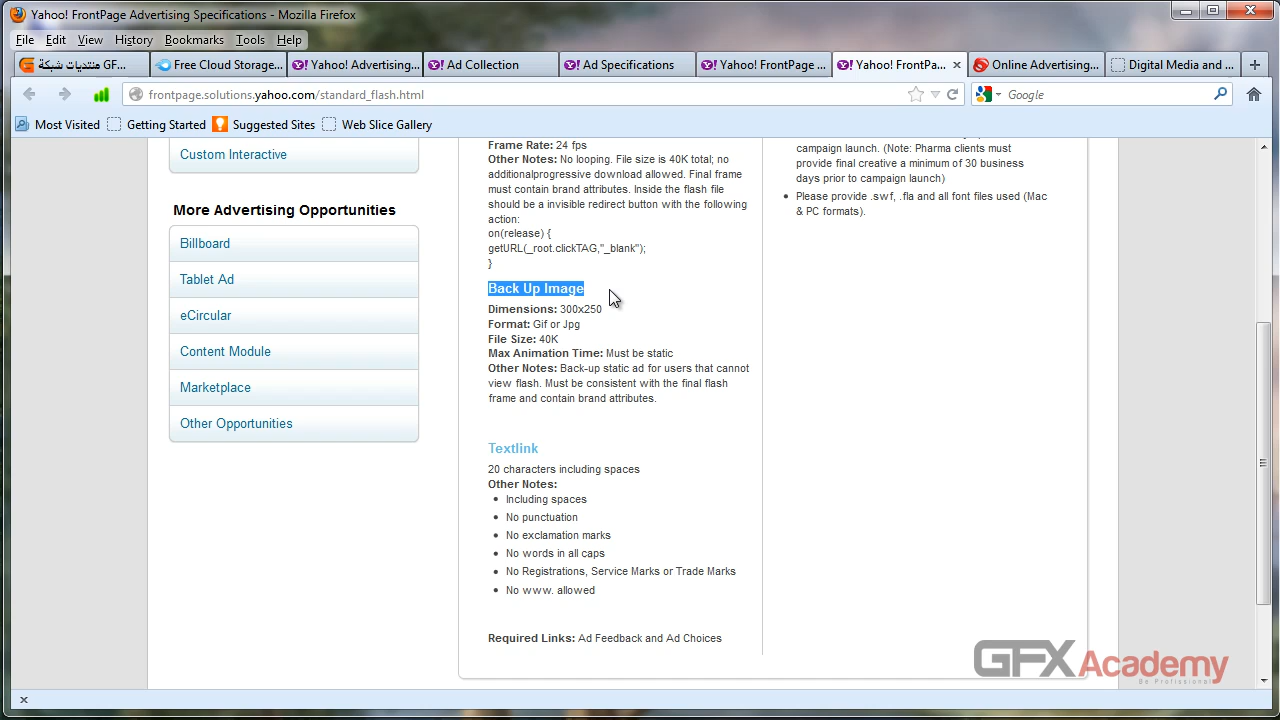 Yahoo! FrontPage Advertising Specifications - Mozilla Firefox
File Edit View History Bookmarks Tools Help
منتديات شبكة GF...
Free Cloud Storage...
Yahoo! Advertising...
Ad Collection
Ad Specifications
Yahoo! FrontPage ...
Yahoo! FrontPa...
Online Advertising...
Digital Media and ...
frontpage.solutions.yahoo.com/standard_flash.html
Google
Most Visited
Getting Started
Suggested Sites
Web Slice Gallery
Custom Interactive
More Advertising Opportunities
Billboard
Tablet Ad
eCircular
Content Module
Marketplace
Other Opportunities
Frame Rate: 24 fps
Other Notes: No looping. File size is 40K total; no
additionalprogressive download allowed. Final frame
must contain brand attributes. Inside the flash file
should be a invisible redirect button with the following
action:
on(release) {
getURL(_root.clickTAG,"_blank");
}
Back Up Image
Dimensions: 300x250
Format: Gif or Jpg
File Size: 40K
Max Animation Time: Must be static
Other Notes: Back-up static ad for users that cannot
view flash. Must be consistent with the final flash
frame and contain brand attributes.
Textlink
20 characters including spaces
Other Notes:
Including spaces
No punctuation
No exclamation marks
No words in all caps
No Registrations, Service Marks or Trade Marks
No www. allowed
Required Links: Ad Feedback and Ad Choices
campaign launch. (Note: Pharma clients must
provide final creative a minimum of 30 business
days prior to campaign launch)
Please provide .swf, .fla and all font files used (Mac
& PC formats).
GFXAcademy
Be Professional